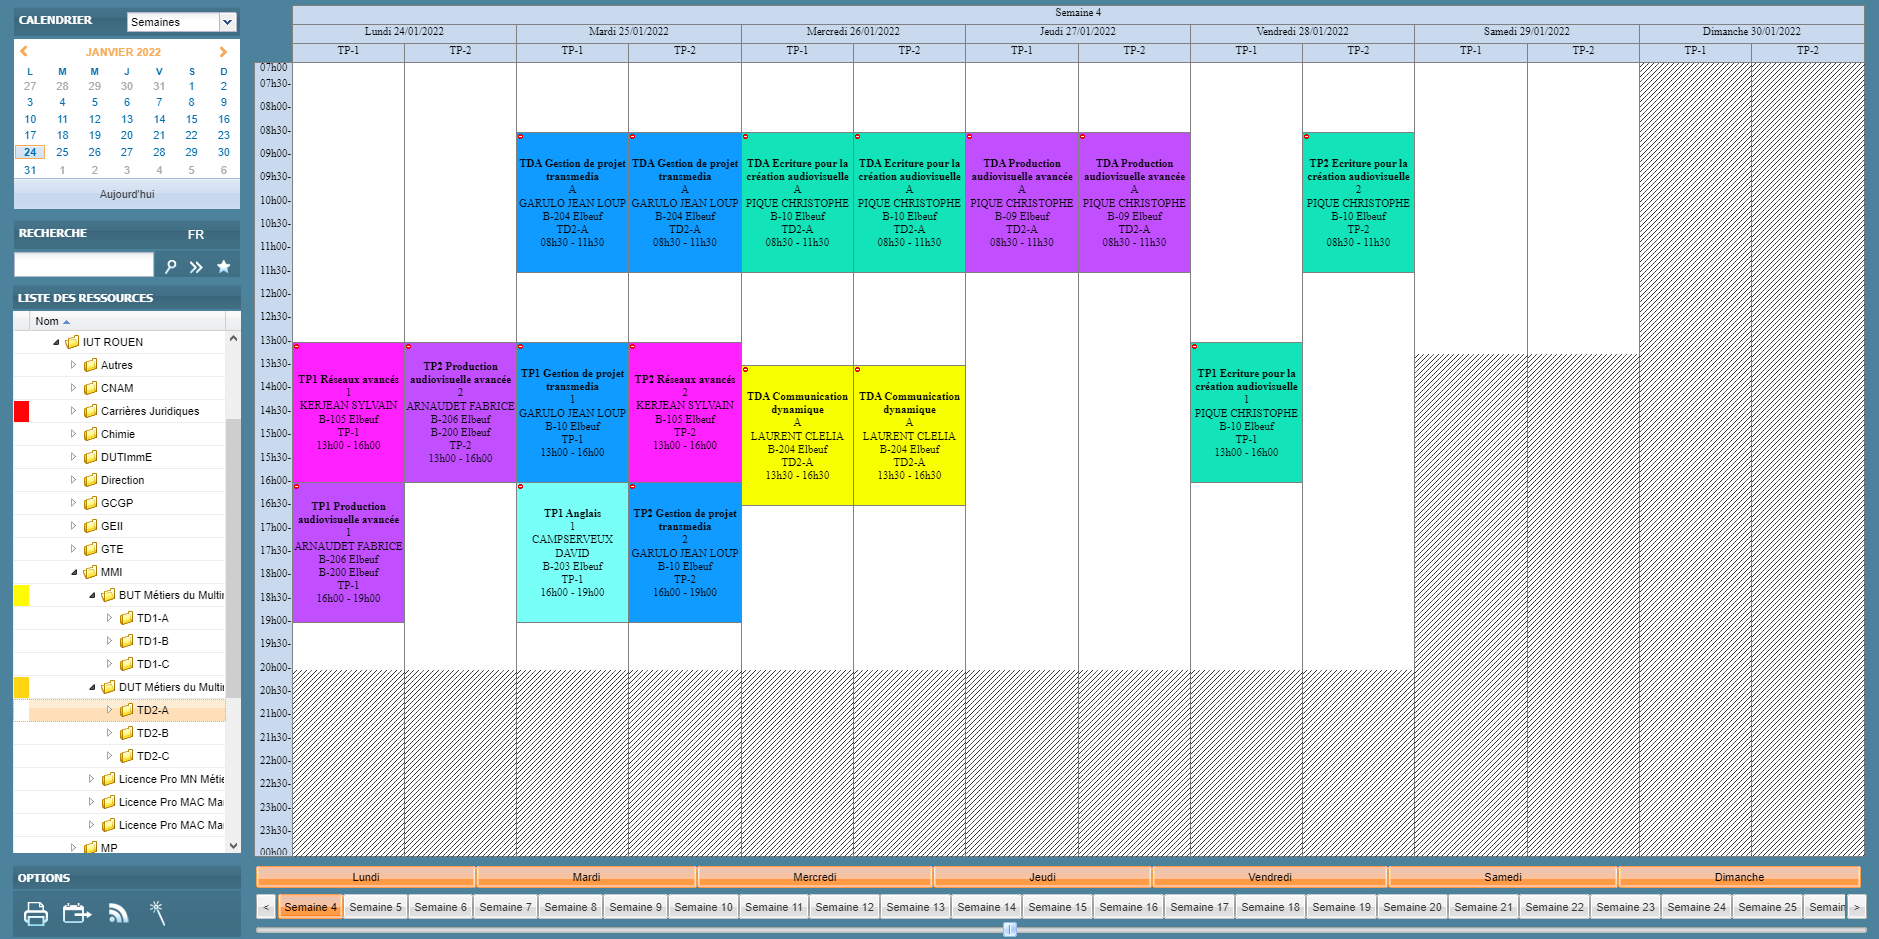 CALENDRIER
Semaines
JANVIER 2022
L M M J V S D
27 28 29 30 31 1 2
3 4 5 6 7 8 9
10 11 12 13 14 15 16
17 18 19 20 21 22 23
24 25 26 27 28 29 30
31 1 2 3 4 5 6
Aujourd'hui
RECHERCHE FR
LISTE DES RESSOURCES
Nom
IUT ROUEN
Autres
CNAM
Carrières Juridiques
Chimie
DUTImmE
Direction
GCGP
GEII
GTE
MMI
BUT Métiers du Multir
TD1-A
TD1-B
TD1-C
DUT Métiers du Multir
TD2-A
TD2-B
TD2-C
Licence Pro MN Métie
Licence Pro MAC Mar
Licence Pro MAC Mar
MP
OPTIONS
Semaine 4
Lundi 24/01/2022 Mardi 25/01/2022 Mercredi 26/01/2022 Jeudi 27/01/2022 Vendredi 28/01/2022 Samedi 29/01/2022 Dimanche 30/01/2022
TP-1 TP-2 TP-1 TP-2 TP-1 TP-2 TP-1 TP-2 TP-1 TP-2 TP-1 TP-2 TP-1 TP-2
07h00
07h30-
08h00-
08h30-
09h00-
09h30-
10h00-
10h30-
11h00-
11h30-
12h00-
12h30-
13h00-
13h30-
14h00-
14h30-
15h00-
15h30-
16h00-
16h30-
17h00-
17h30-
18h00-
18h30-
19h00-
19h30-
20h00-
20h30-
21h00-
21h30-
22h00-
22h30-
23h00-
23h30-
00h00
TP1 Réseaux avancés
1
KERJEAN SYLVAIN
B-105 Elbeuf
TP-1
13h00 - 16h00
TP1 Production
audiovisuelle avancée
1
ARNAUDET FABRICE
B-206 Elbeuf
B-200 Elbeuf
TP-1
16h00 - 19h00
TP2 Production
audiovisuelle avancée
2
ARNAUDET FABRICE
B-206 Elbeuf
B-200 Elbeuf
TP-2
13h00 - 16h00
TDA Gestion de projet
transmedia
A
GARULO JEAN LOUP
B-204 Elbeuf
TD2-A
08h30 - 11h30
TP1 Gestion de projet
transmedia
1
GARULO JEAN LOUP
B-10 Elbeuf
TP-1
13h00 - 16h00
TP1 Anglais
1
CAMPSERVEUX
DAVID
B-203 Elbeuf
TP-1
16h00 - 19h00
TDA Gestion de projet
transmedia
A
GARULO JEAN LOUP
B-204 Elbeuf
TD2-A
08h30 - 11h30
TP2 Réseaux avancés
2
KERJEAN SYLVAIN
B-105 Elbeuf
TP-2
13h00 - 16h00
TP2 Gestion de projet
transmedia
2
GARULO JEAN LOUP
B-10 Elbeuf
TP-2
16h00 - 19h00
TDA Ecriture pour la
création audiovisuelle
A
PIQUE CHRISTOPHE
B-10 Elbeuf
TD2-A
08h30 - 11h30
TDA Communication
dynamique
A
LAURENT CLELIA
B-204 Elbeuf
TD2-A
13h30 - 16h30
TDA Ecriture pour la
création audiovisuelle
A
PIQUE CHRISTOPHE
B-10 Elbeuf
TD2-A
08h30 - 11h30
TDA Communication
dynamique
A
LAURENT CLELIA
B-204 Elbeuf
TD2-A
13h30 - 16h30
TDA Production
audiovisuelle avancée
A
PIQUE CHRISTOPHE
B-09 Elbeuf
TD2-A
08h30 - 11h30
TDA Production
audiovisuelle avancée
A
PIQUE CHRISTOPHE
B-09 Elbeuf
TD2-A
08h30 - 11h30
TP1 Ecriture pour la
création audiovisuelle
1
PIQUE CHRISTOPHE
B-10 Elbeuf
TP-1
13h00 - 16h00
TP2 Ecriture pour la
création audiovisuelle
2
PIQUE CHRISTOPHE
B-10 Elbeuf
TP-2
08h30 - 11h30
Lundi Mardi Mercredi Jeudi Vendredi Samedi Dimanche
< Semaine 4 Semaine 5 Semaine 6 Semaine 7 Semaine 8 Semaine 9 Semaine 10 Semaine 11 Semaine 12 Semaine 13 Semaine 14 Semaine 15 Semaine 16 Semaine 17 Semaine 18 Semaine 19 Semaine 20 Semaine 21 Semaine 22 Semaine 23 Semaine 24 Semaine 25 Semain >